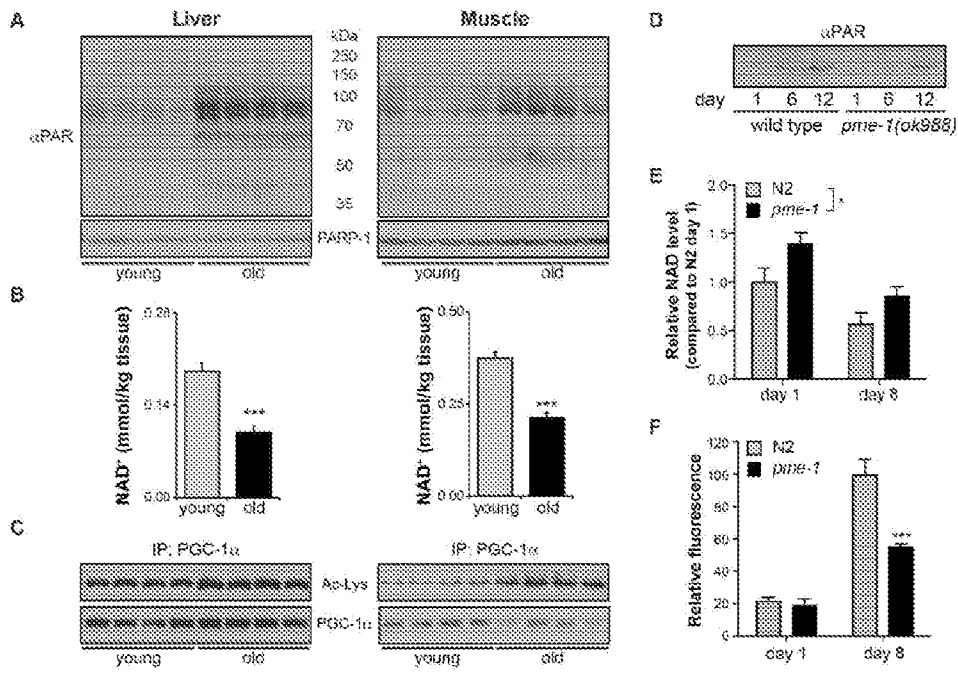 A
Liver
Muscle
kDa
250
150
100
70
50
35
αPAR
PARP-1
young old
young old
B
NAD⁺ (mmol/kg tissue)
0.28
0.14
0.00
young old
NAD⁺ (mmol/kg tissue)
0.50
0.25
0.00
***
***
young old
C
IP: PGC-1α
IP: PGC-1α
Ac-Lys
PGC-1α
young old
young old
D
αPAR
day 1 6 12 1 6 12
wild type pme-1(ok988)
E
Relative NAD level
(compared to N2 day 1)
2.0
1.5
1.0
0.5
0.0
N2
pme-1
*
day 1 day 8
F
Relative fluorescence
120
100
80
60
40
20
0
N2
pme-1
***
day 1 day 8